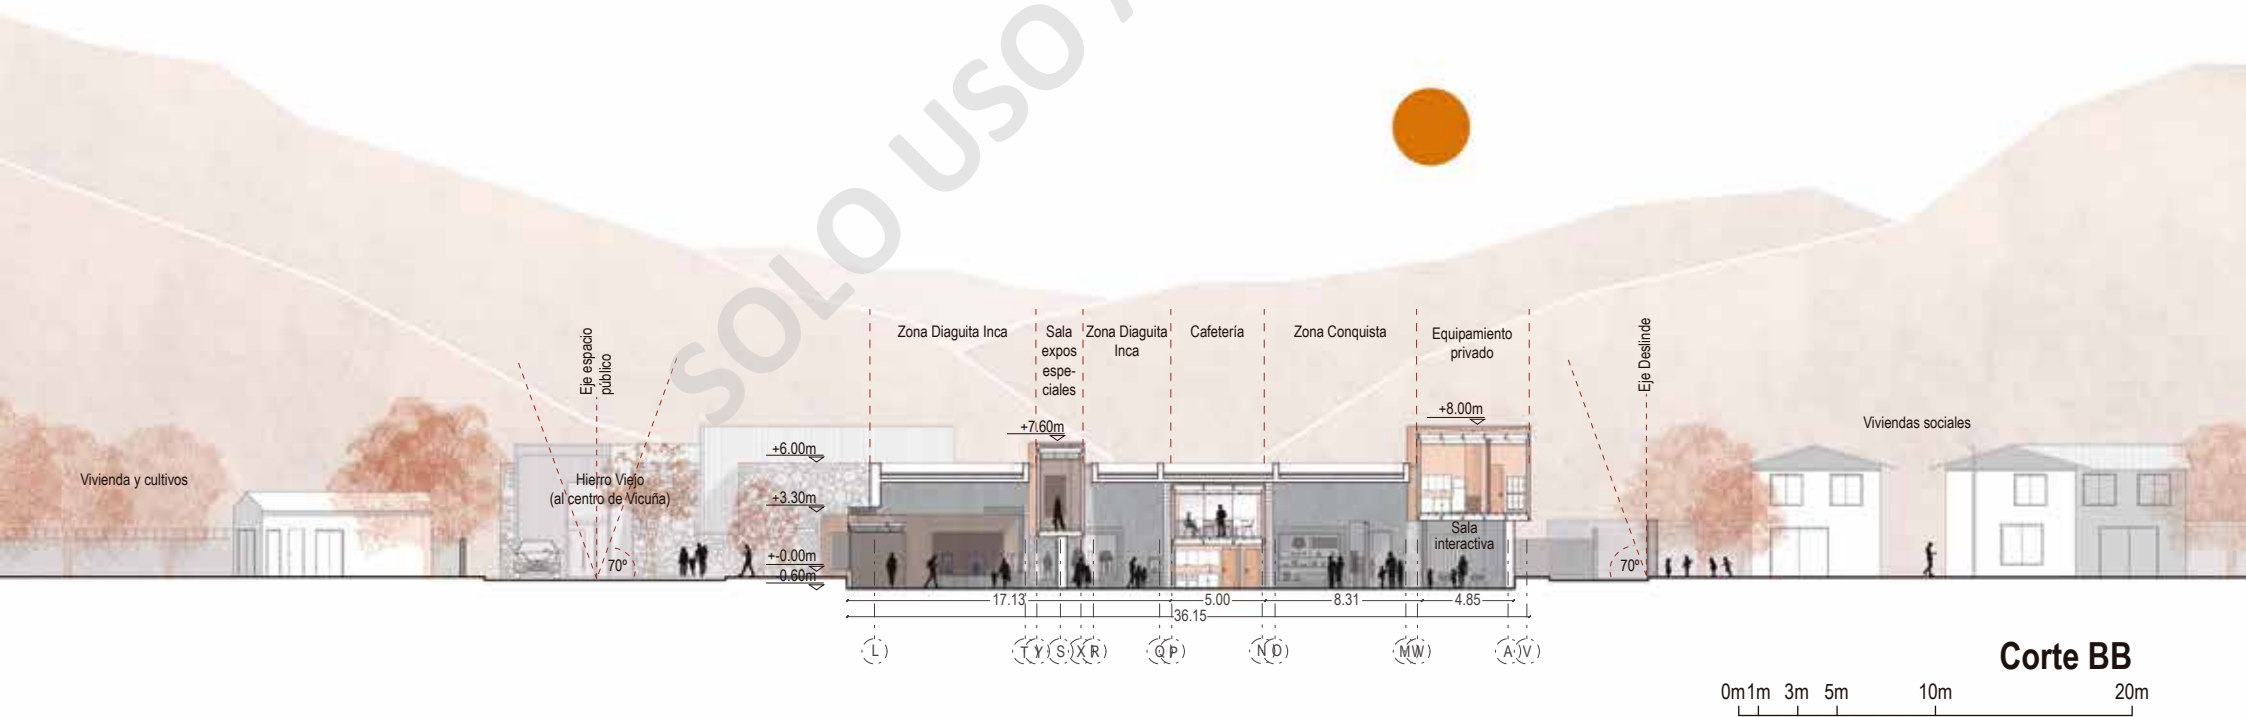 SOLO USO A
Eje espacio
público
Zona Diaguita Inca
Sala
expos
espe-
ciales
Zona Diaguita
Inca
Cafetería
Zona Conquista
Equipamiento
privado
Eje Deslinde
Viviendas sociales
+8.00m
+7.60m
+6.00m
Vivienda y cultivos
Hierro Viejo
(al centro de Vicuña)
+3.30m
Sala
interactiva
+-0.00m
-0.60m
70º
70º
17.13
5.00
8.31
4.85
36.15
L
T
Y
S
X
R
Q
P
N
M
W
A
V
Corte BB
0m
1m
3m
5m
10m
20m